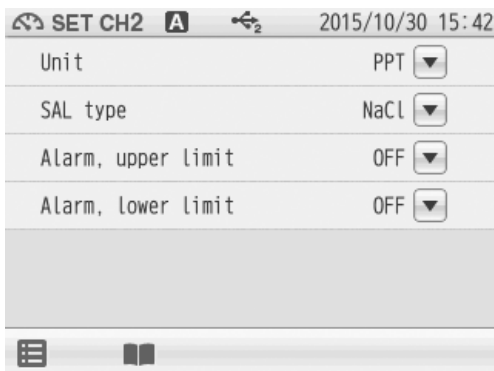 SET CH2 A 2 2015/10/30 15:42
Unit PPT
SAL type NaCl
Alarm, upper limit OFF
Alarm, lower limit OFF